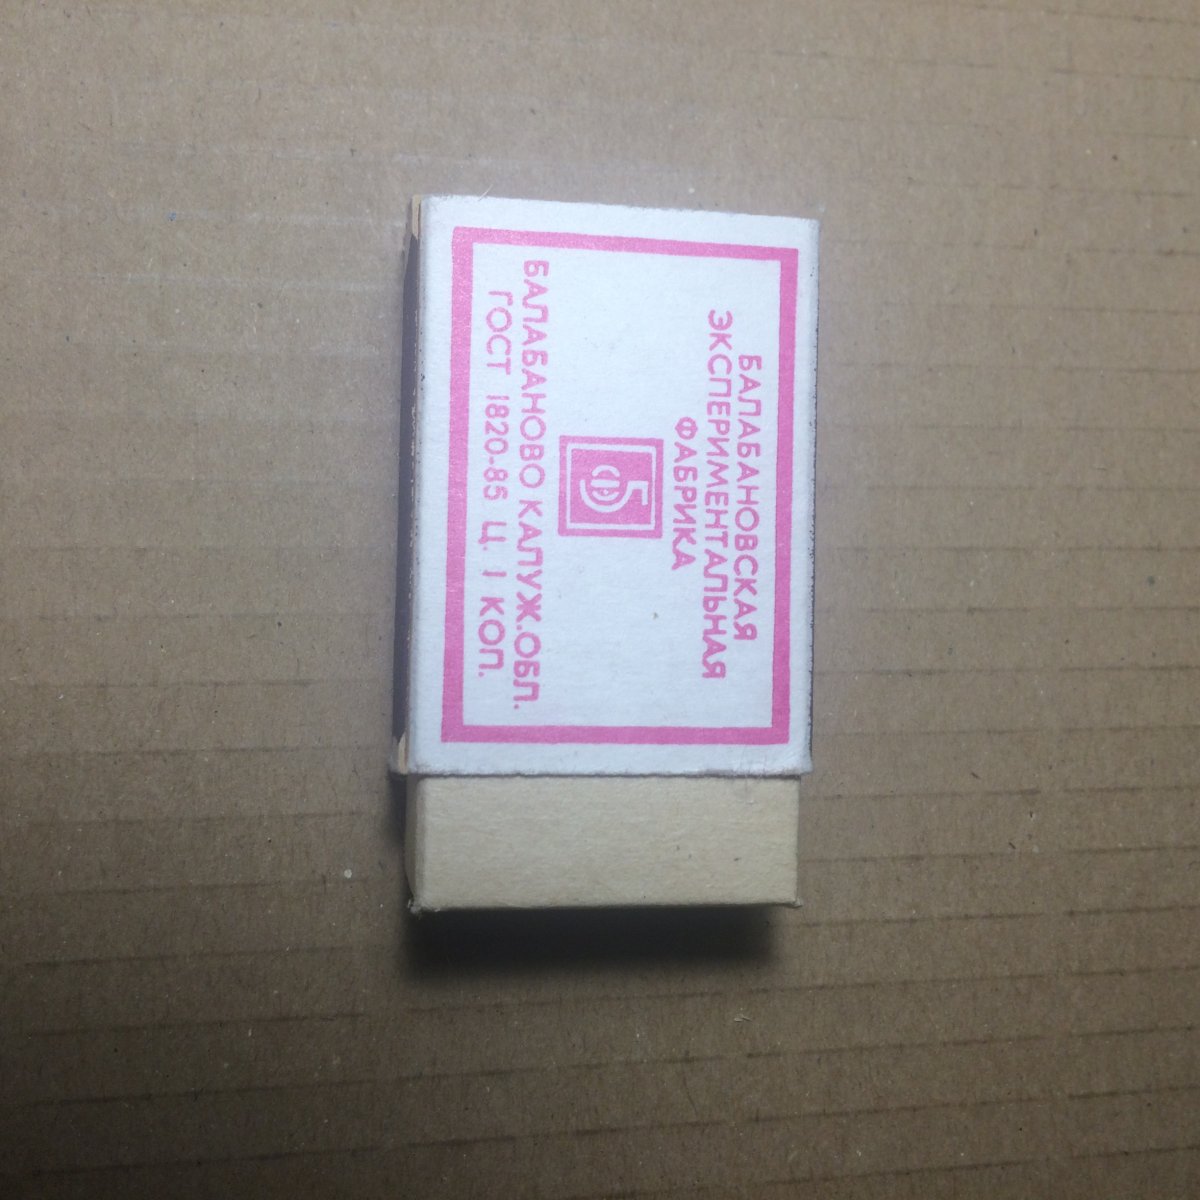 БАЛАБАНОВСКАЯ
ЭКСПЕРИМЕНТАЛЬНАЯ
ФАБРИКА
БФ
БАЛАБАНОВО КАЛУЖ.ОБЛ.
ГОСТ 1820-85 Ц. 1 КОП.